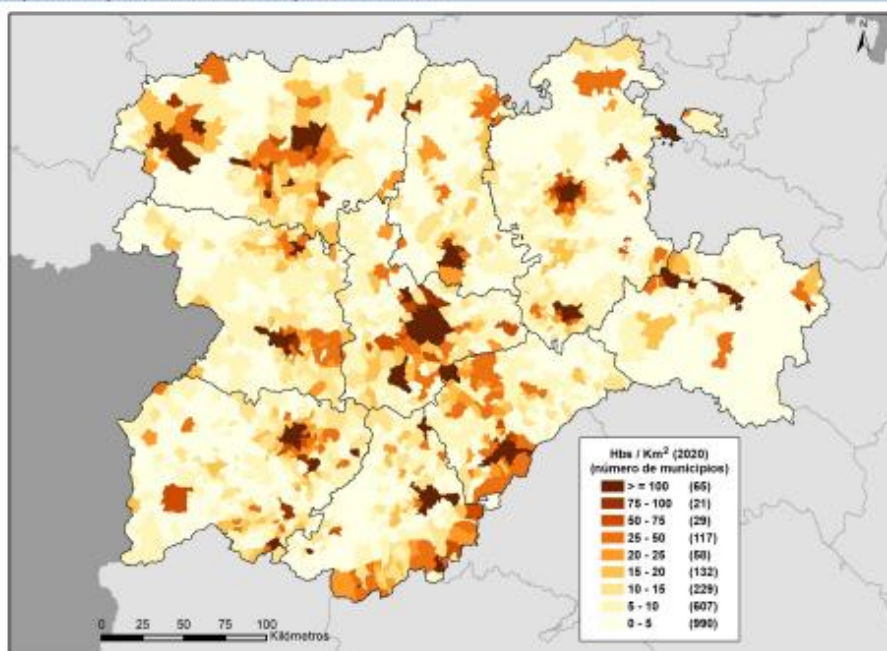 N
Hbs / Km² (2020)
(número de municipios)
> = 100 (65)
75 - 100 (21)
50 - 75 (29)
25 - 50 (117)
20 - 25 (58)
15 - 20 (132)
10 - 15 (229)
5 - 10 (607)
0 - 5 (990)
0 25 50 75 100
Kilómetros